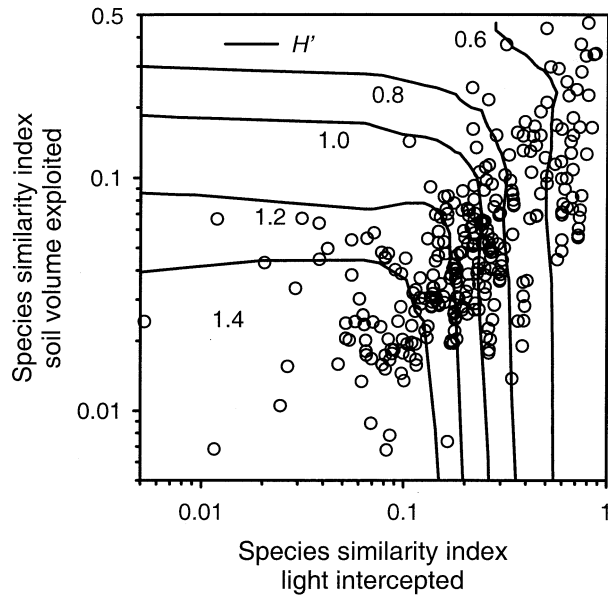 0.5
H'
0.6
0.8
1.0
0.1
1.2
1.4
0.01
0.01
0.1
1
Species similarity index
soil volume exploited
Species similarity index
light intercepted